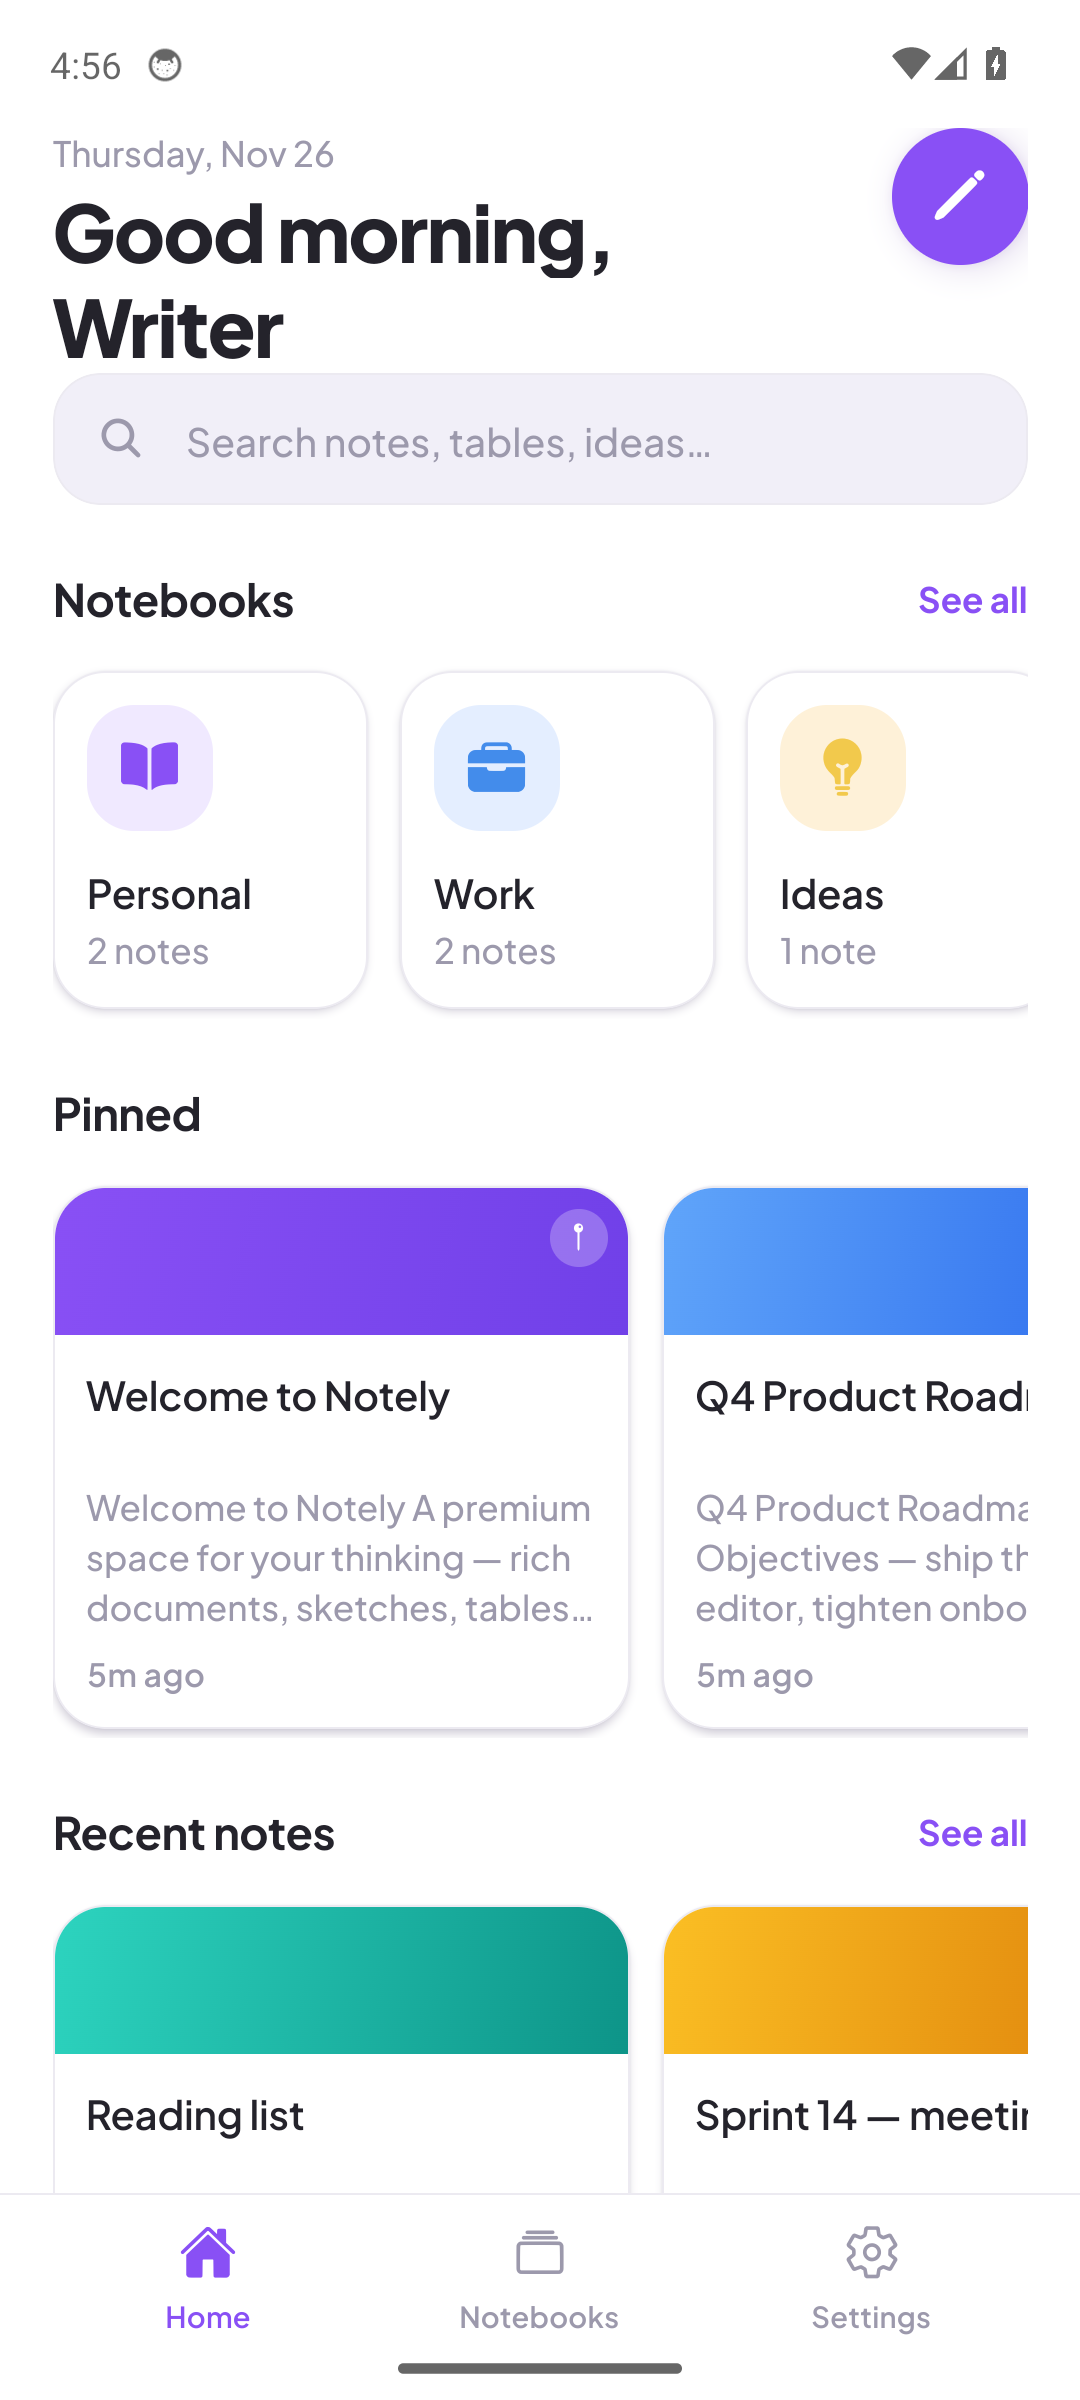 4:56
Thursday, Nov 26
Good morning,
Writer
Search notes, tables, ideas...
Notebooks
See all
Personal
2 notes
Work
2 notes
Ideas
1 note
Pinned
Welcome to Notely
Welcome to Notely A premium
space for your thinking — rich
documents, sketches, tables...
5m ago
Q4 Product Roadm
Q4 Product Roadma
Objectives — ship th
editor, tighten onbo
5m ago
Recent notes
See all
Reading list
Sprint 14 — meetin
Home
Notebooks
Settings